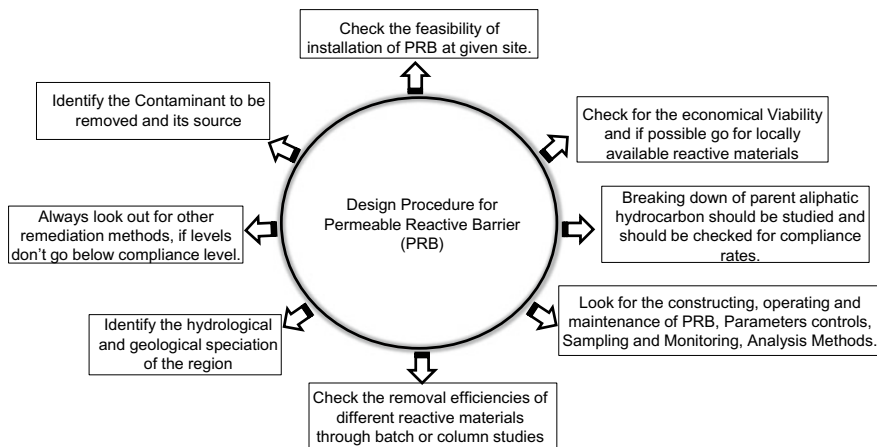 Check the feasibility of
installation of PRB at given site.
Identify the Contaminant to be
removed and its source
Check for the economical Viability
and if possible go for locally
available reactive materials
Design Procedure for
Permeable Reactive Barrier
(PRB)
Always look out for other
remediation methods, if levels
don't go below compliance level.
Breaking down of parent aliphatic
hydrocarbon should be studied and
should be checked for compliance
rates.
Identify the hydrological
and geological speciation
of the region
Look for the constructing, operating and
maintenance of PRB, Parameters controls,
Sampling and Monitoring, Analysis Methods.
Check the removal efficiencies of
different reactive materials
through batch or column studies